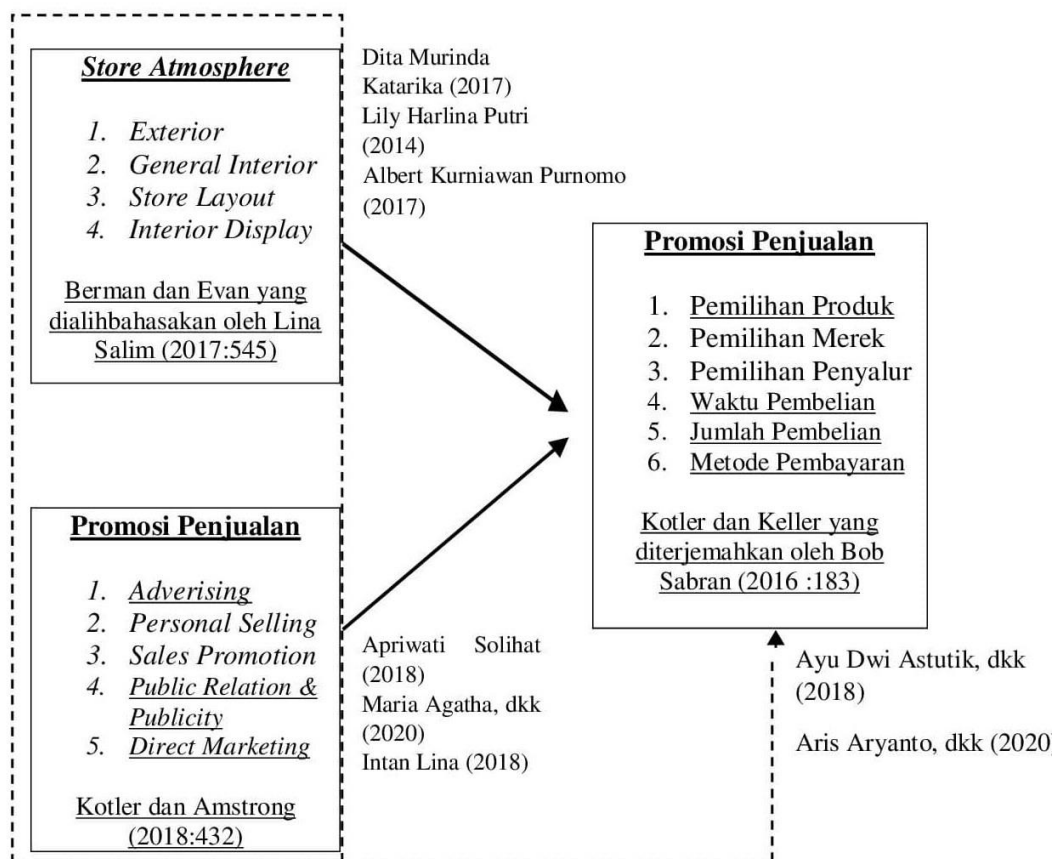 Store Atmosphere
1. Exterior
2. General Interior
3. Store Layout
4. Interior Display
Berman dan Evan yang
dialihbahasakan oleh Lina
Salim (2017:545)
Dita Murinda
Katarika (2017)
Lily Harlina Putri
(2014)
Albert Kurniawan Purnomo
(2017)
Promosi Penjualan
1. Pemilihan Produk
2. Pemilihan Merek
3. Pemilihan Penyalur
4. Waktu Pembelian
5. Jumlah Pembelian
6. Metode Pembayaran
Kotler dan Keller yang
diterjemahkan oleh Bob
Sabran (2016 :183)
Promosi Penjualan
1. Adverising
2. Personal Selling
3. Sales Promotion
4. Public Relation &
Publicity
5. Direct Marketing
Kotler dan Amstrong
(2018:432)
Apriwati Solihat
(2018)
Maria Agatha, dkk
(2020)
Intan Lina (2018)
Ayu Dwi Astutik, dkk
(2018)
Aris Aryanto, dkk (2020)